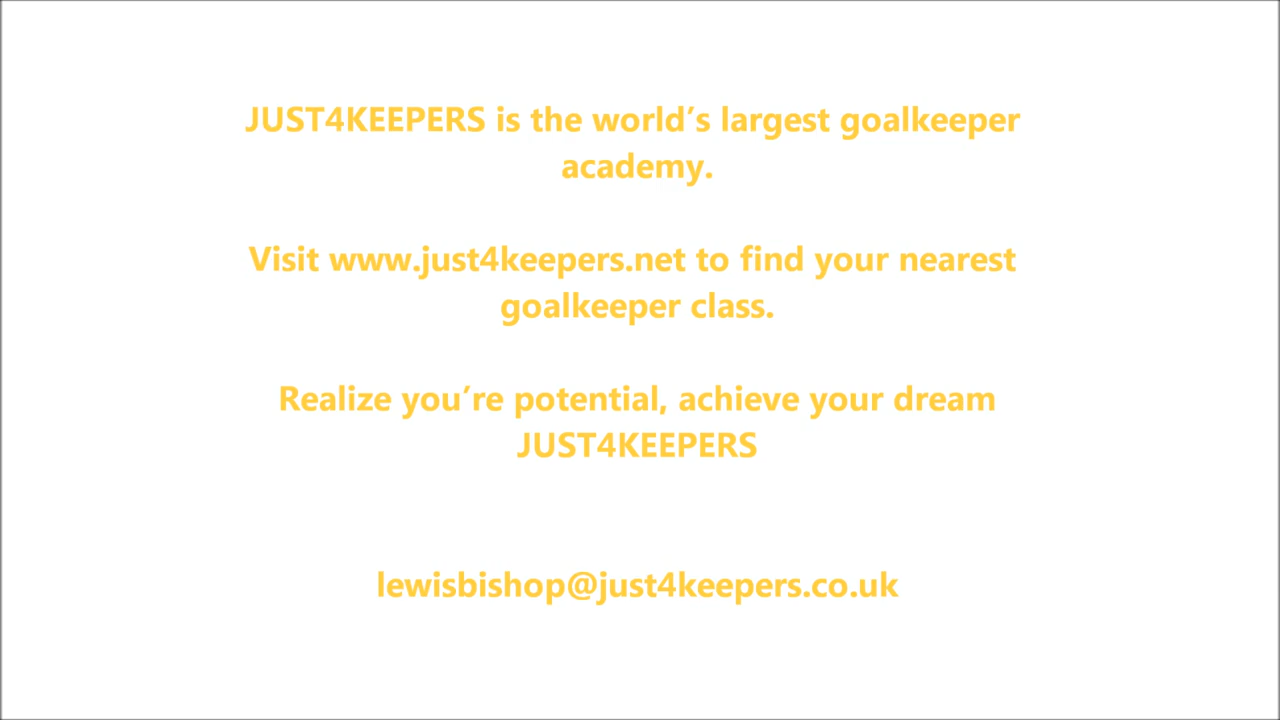 JUST4KEEPERS is the world’s largest goalkeeper
academy.
Visit www.just4keepers.net to find your nearest
goalkeeper class.
Realize you’re potential, achieve your dream
JUST4KEEPERS
lewisbishop@just4keepers.co.uk